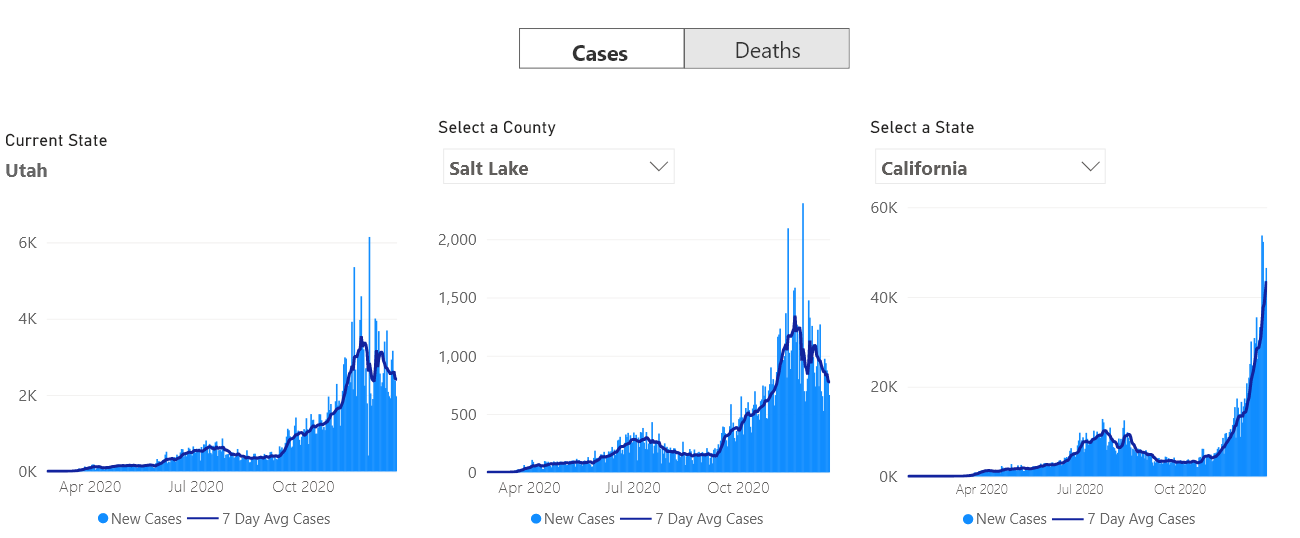 Cases Deaths
Current State
Utah
6K
4K
2K
0K
Apr 2020 Jul 2020 Oct 2020
New Cases 7 Day Avg Cases
Select a County
Salt Lake
2,000
1,500
1,000
500
0
Apr 2020 Jul 2020 Oct 2020
New Cases 7 Day Avg Cases
Select a State
California
60K
40K
20K
0K
Apr 2020 Jul 2020 Oct 2020
New Cases 7 Day Avg Cases